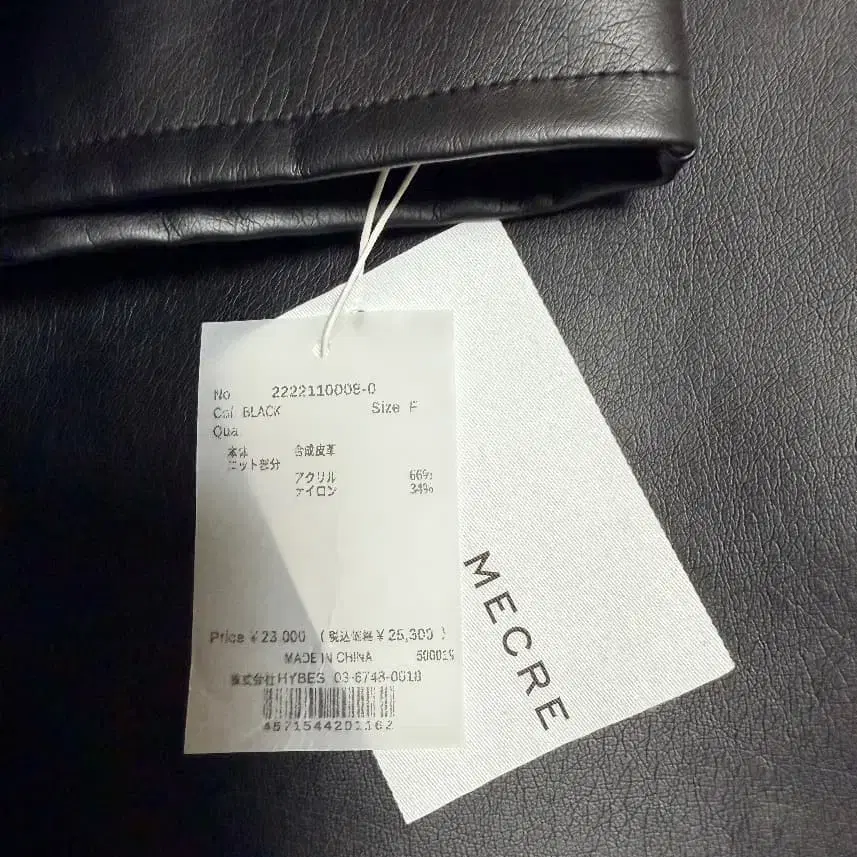 No 2222110008-0
Col BLACK Size F
Qua
本体 合成皮革
ニット部分
アクリル 66%
ナイロン 34%
Price ¥23,000 (税込価格 ¥25,300)
MADE IN CHINA
株式会社HYBES 03-6748-0018
4571544201162
MECRE